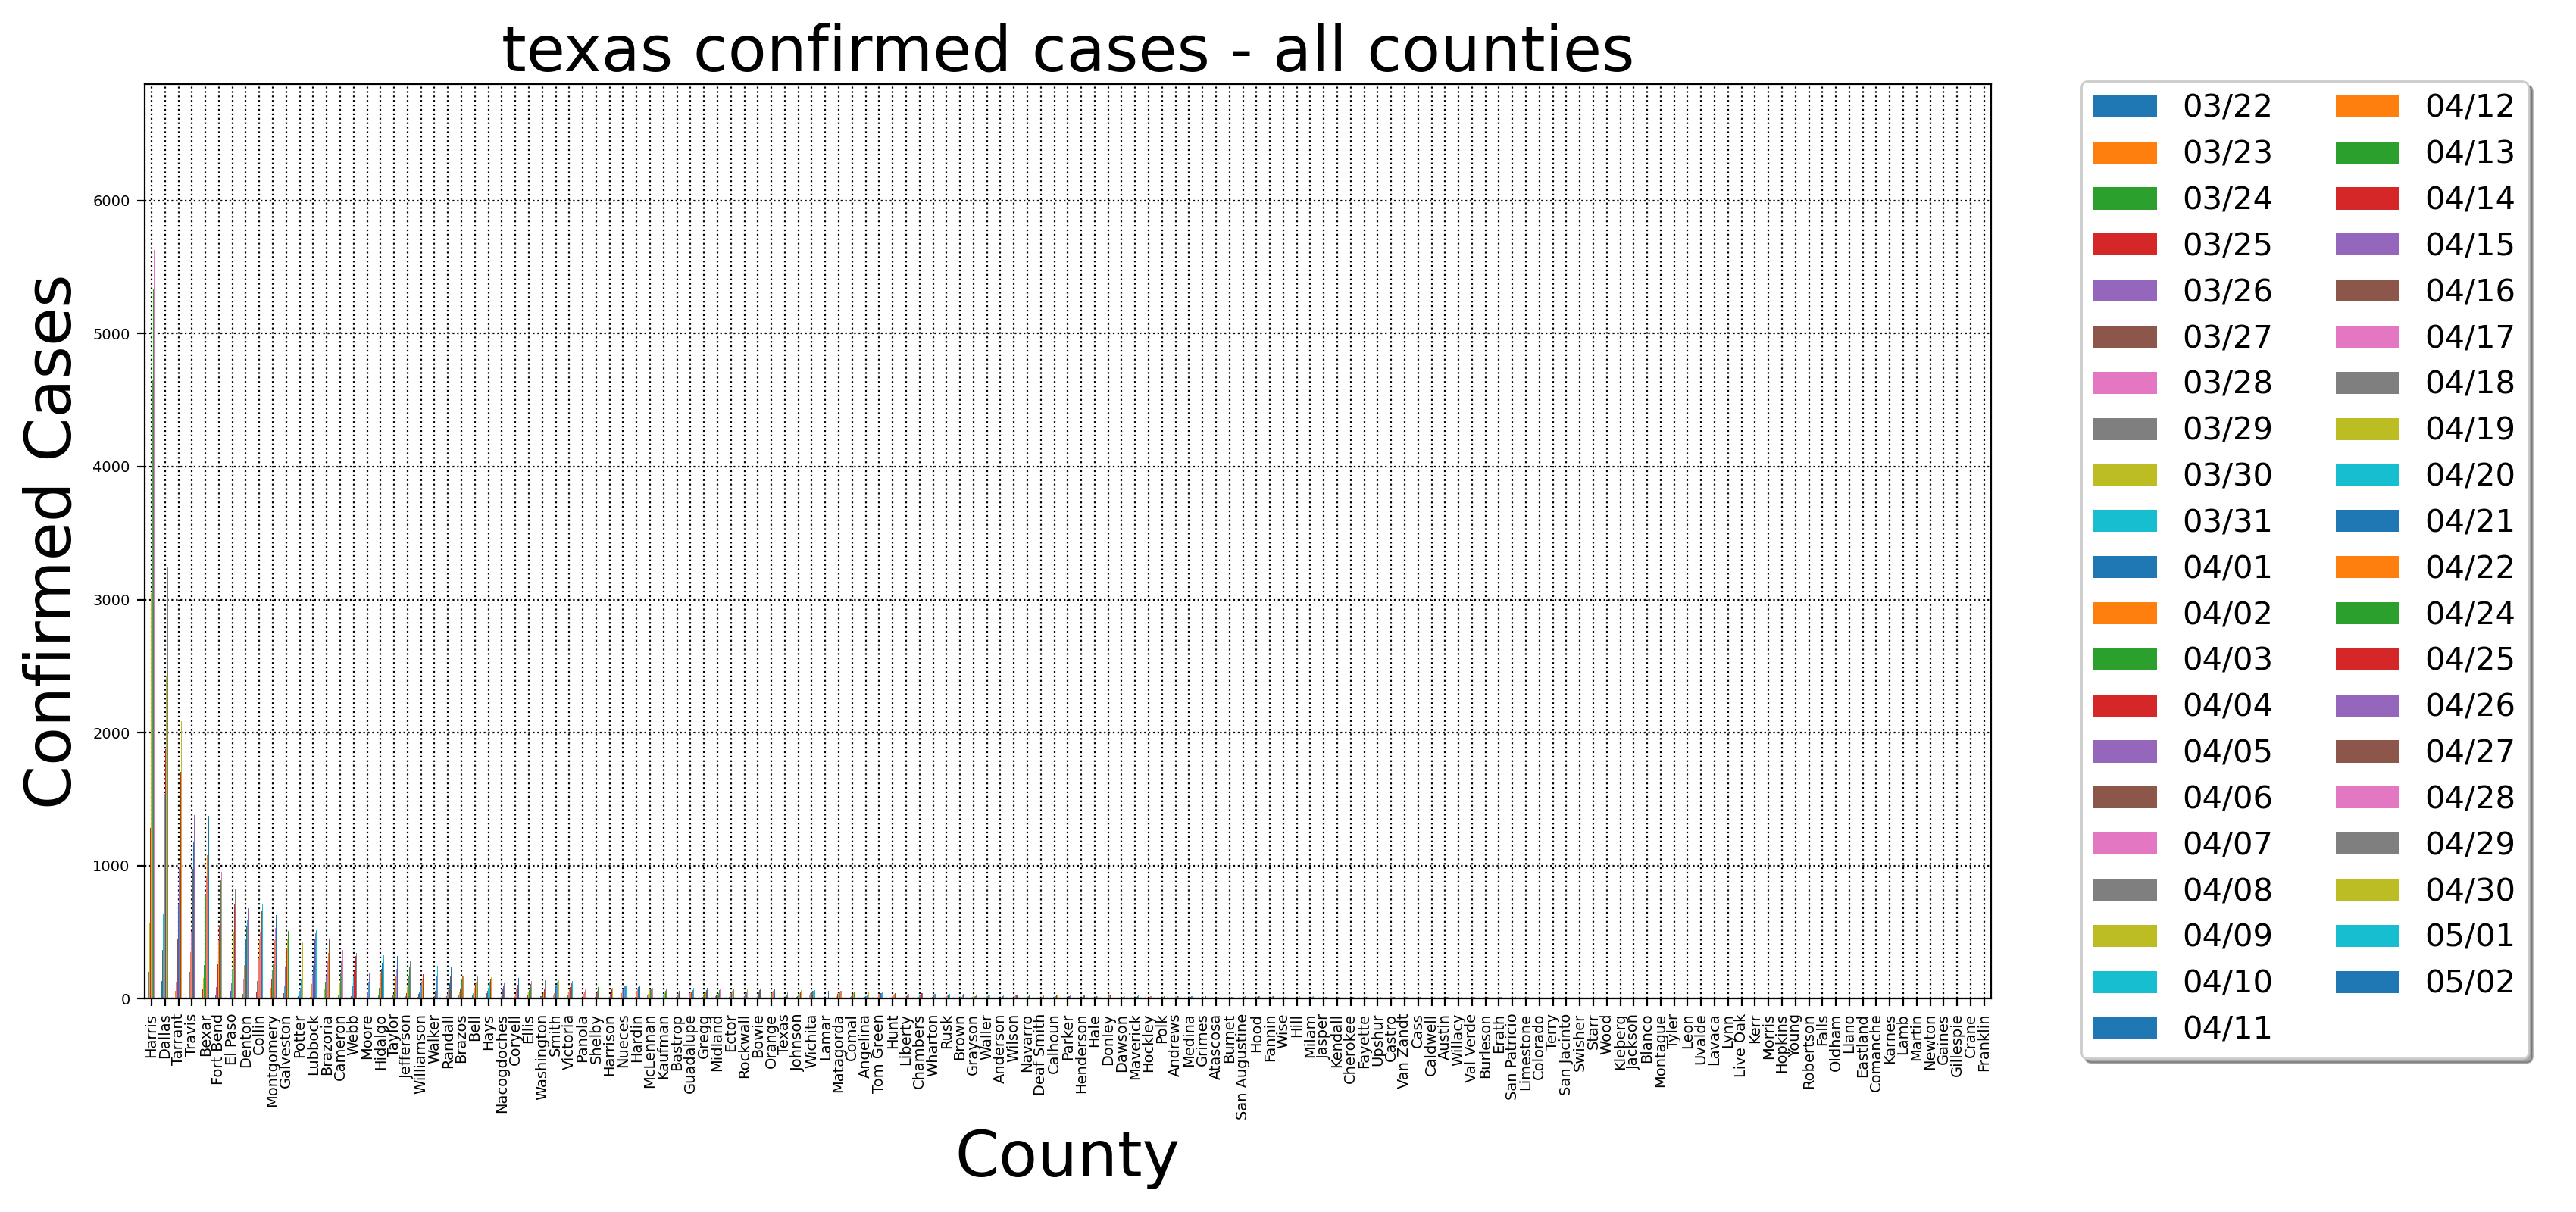 texas confirmed cases - all counties
Confirmed Cases
6000
5000
4000
3000
2000
1000
0
Harris
Dallas
Tarrant
Travis
Bexar
Fort Bend
El Paso
Denton
Collin
Montgomery
Galveston
Potter
Lubbock
Brazoria
Cameron
Webb
Moore
Hidalgo
Taylor
Jefferson
Williamson
Walker
Randall
Brazos
Bell
Hays
Nacogdoches
Coryell
Ellis
Washington
Smith
Victoria
Panola
Shelby
Harrison
Nueces
Hardin
McLennan
Kaufman
Bastrop
Guadalupe
Gregg
Midland
Ector
Rockwall
Bowie
Orange
Texas
Johnson
Wichita
Lamar
Matagorda
Comal
Angelina
Tom Green
Hunt
Liberty
Chambers
Wharton
Rusk
Brown
Grayson
Waller
Anderson
Wilson
Navarro
Deaf Smith
Calhoun
Parker
Henderson
Hale
Donley
Dawson
Maverick
Hockley
Polk
Andrews
Medina
Grimes
Atascosa
Burnet
San Augustine
Hood
Fannin
Wise
Hill
Milam
Jasper
Kendall
Cherokee
Fayette
Upshur
Castro
Van Zandt
Cass
Caldwell
Austin
Willacy
Val Verde
Burleson
Erath
San Patricio
Limestone
Colorado
Terry
San Jacinto
Swisher
Starr
Wood
Kleberg
Jackson
Blanco
Montague
Tyler
Leon
Uvalde
Lavaca
Lynn
Live Oak
Kerr
Morris
Hopkins
Young
Robertson
Falls
Oldham
Llano
Eastland
Comanche
Karnes
Lamb
Martin
Newton
Gaines
Gillespie
Crane
Franklin
County
03/22
03/23
03/24
03/25
03/26
03/27
03/28
03/29
03/30
03/31
04/01
04/02
04/03
04/04
04/05
04/06
04/07
04/08
04/09
04/10
04/11
04/12
04/13
04/14
04/15
04/16
04/17
04/18
04/19
04/20
04/21
04/22
04/24
04/25
04/26
04/27
04/28
04/29
04/30
05/01
05/02